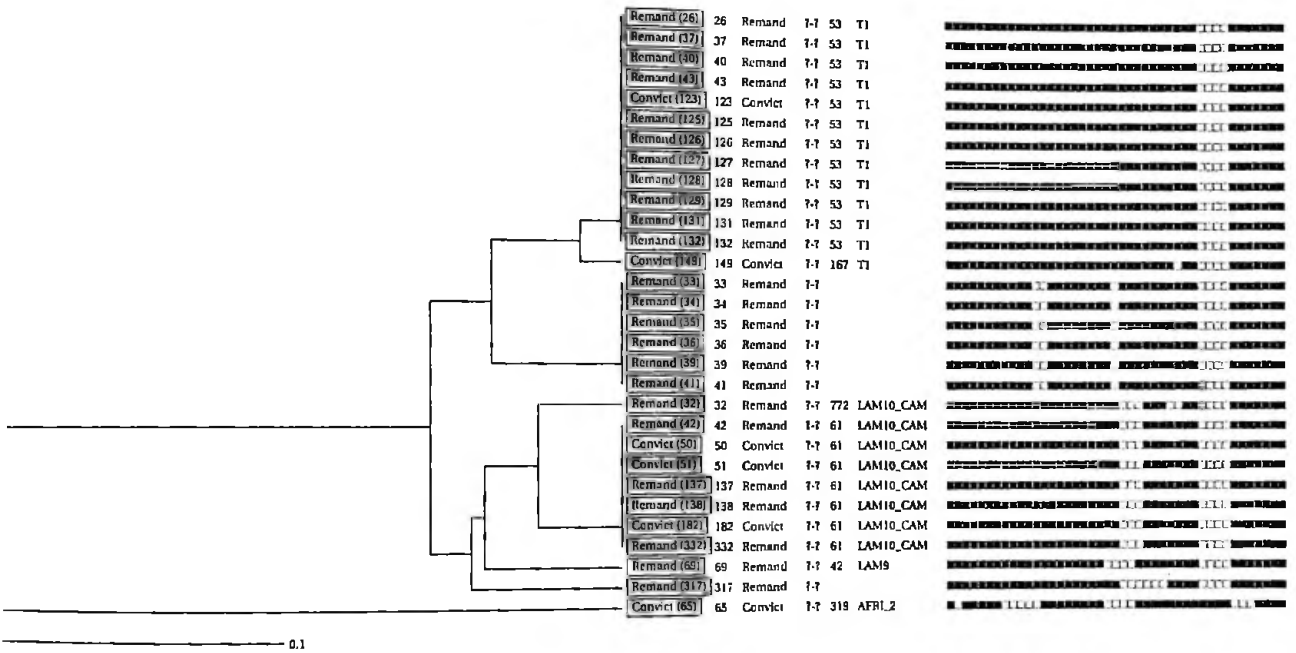 Remand (26) 26 Remand ?-? 53 T1
Remand (37) 37 Remand ?-? 53 T1
Remand (40) 40 Remand ?-? 53 T1
Remand (43) 43 Remand ?-? 53 T1
Convict (123) 123 Convict ?-? 53 T1
Remand (125) 125 Remand ?-? 53 T1
Remand (126) 126 Remand ?-? 53 T1
Remand (127) 127 Remand ?-? 53 T1
Remand (128) 128 Remand ?-? 53 T1
Remand (129) 129 Remand ?-? 53 T1
Remand (131) 131 Remand ?-? 53 T1
Remand (132) 132 Remand ?-? 53 T1
Convict (149) 149 Convict ?-? 167 T1
Remand (33) 33 Remand ?-?
Remand (34) 34 Remand ?-?
Remand (35) 35 Remand ?-?
Remand (36) 36 Remand ?-?
Remand (39) 39 Remand ?-?
Remand (41) 41 Remand ?-?
Remand (32) 32 Remand ?-? 772 LAM10_CAM
Remand (42) 42 Remand ?-? 61 LAM10_CAM
Convict (50) 50 Convict ?-? 61 LAM10_CAM
Convict (51) 51 Convict ?-? 61 LAM10_CAM
Remand (137) 137 Remand ?-? 61 LAM10_CAM
Remand (138) 138 Remand ?-? 61 LAM10_CAM
Convict (182) 182 Convict ?-? 61 LAM10_CAM
Remand (332) 332 Remand ?-? 61 LAM10_CAM
Remand (69) 69 Remand ?-? 42 LAM9
Remand (317) 317 Remand ?-?
Convict (65) 65 Convict ?-? 319 AFRI_2
0.1